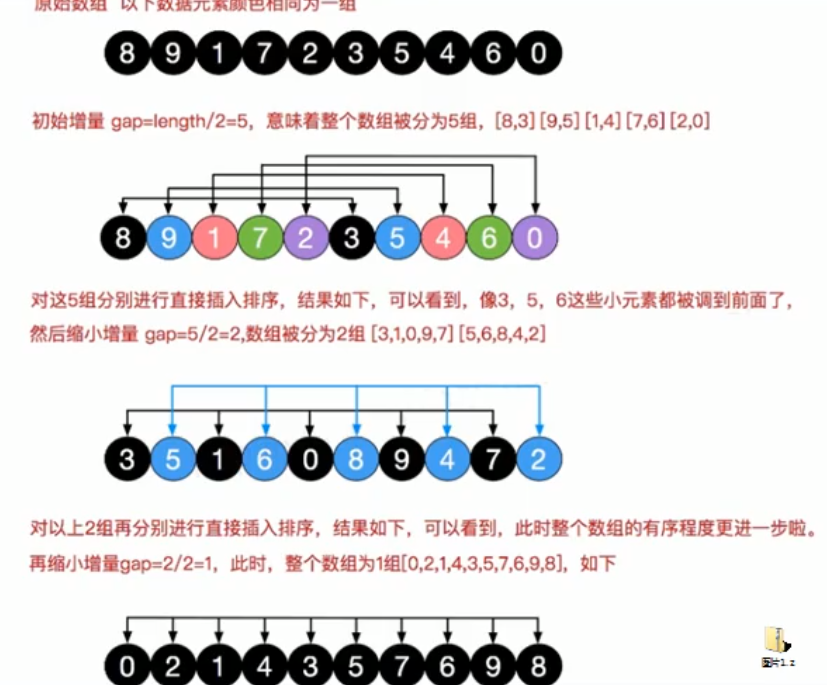 原始数组 以下数据元素颜色相同为一组
8 9 1 7 2 3 5 4 6 0
初始增量 gap=length/2=5，意味着整个数组被分为5组，[8,3] [9,5] [1,4] [7,6] [2,0]
8 9 1 7 2 3 5 4 6 0
对这5组分别进行直接插入排序，结果如下，可以看到，像3，5，6这些小元素都被调到前面了，
然后缩小增量 gap=5/2=2,数组被分为2组 [3,1,0,9,7] [5,6,8,4,2]
3 5 1 6 0 8 9 4 7 2
对以上2组再分别进行直接插入排序，结果如下，可以看到，此时整个数组的有序程度更进一步啦。
再缩小增量gap=2/2=1，此时，整个数组为1组[0,2,1,4,3,5,7,6,9,8]，如下
0 2 1 4 3 5 7 6 9 8
图片1.z